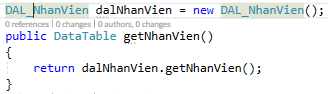 DAL_NhanVien dalNhanVien = new DAL_NhanVien();
0 references | 0 changes | 0 authors, 0 changes
public DataTable getNhanVien()
{
return dalNhanVien.getNhanVien();
}